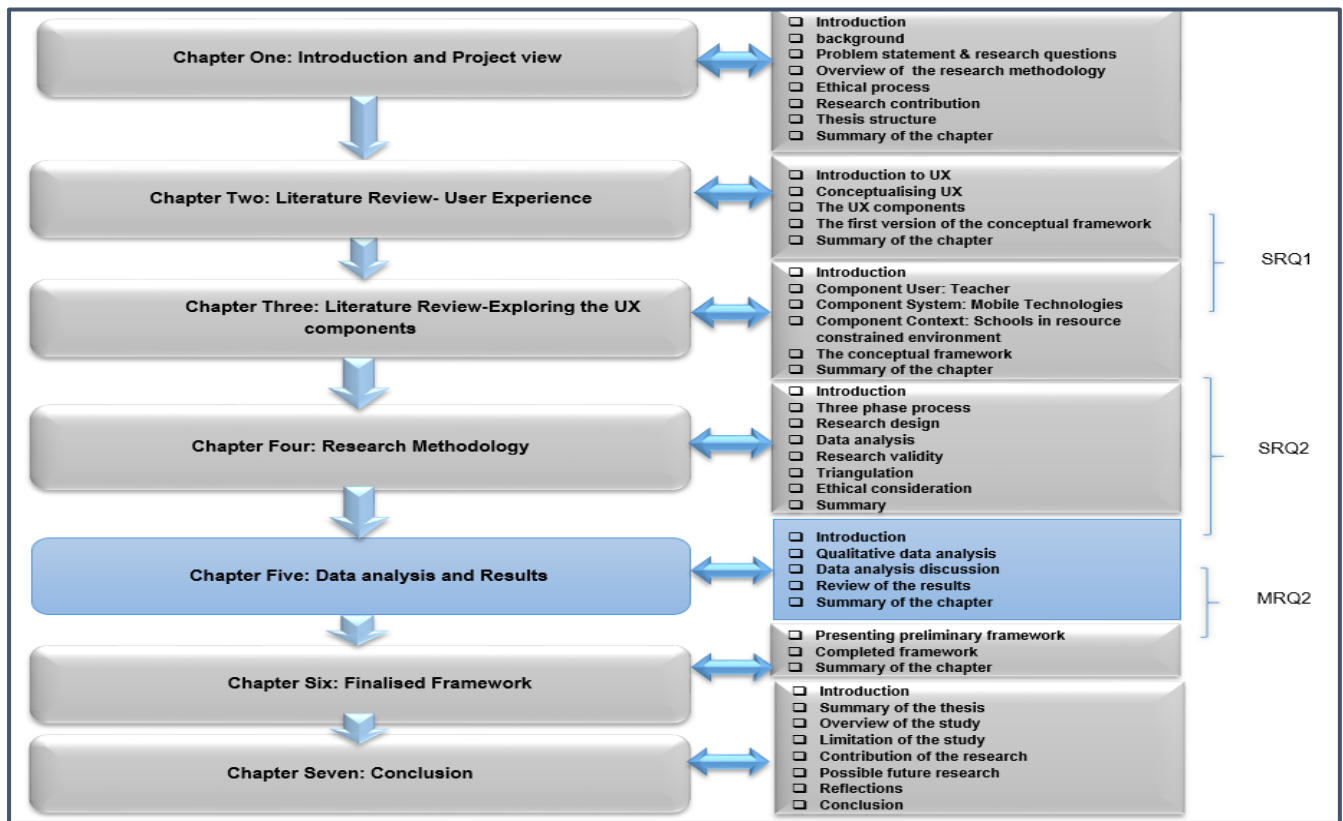 Chapter One: Introduction and Project view
Introduction
background
Problem statement & research questions
Overview of the research methodology
Ethical process
Research contribution
Thesis structure
Summary of the chapter
Chapter Two: Literature Review- User Experience
Introduction to UX
Conceptualising UX
The UX components
The first version of the conceptual framework
Summary of the chapter
SRQ1
Chapter Three: Literature Review-Exploring the UX
components
Introduction
Component User: Teacher
Component System: Mobile Technologies
Component Context: Schools in resource
constrained environment
The conceptual framework
Summary of the chapter
Chapter Four: Research Methodology
Introduction
Three phase process
Research design
Data analysis
Research validity
Triangulation
Ethical consideration
Summary
SRQ2
Chapter Five: Data analysis and Results
Introduction
Qualitative data analysis
Data analysis discussion
Review of the results
Summary of the chapter
MRQ2
Chapter Six: Finalised Framework
Presenting preliminary framework
Completed framework
Summary of the chapter
Chapter Seven: Conclusion
Introduction
Summary of the thesis
Overview of the study
Limitation of the study
Contribution of the research
Possible future research
Reflections
Conclusion